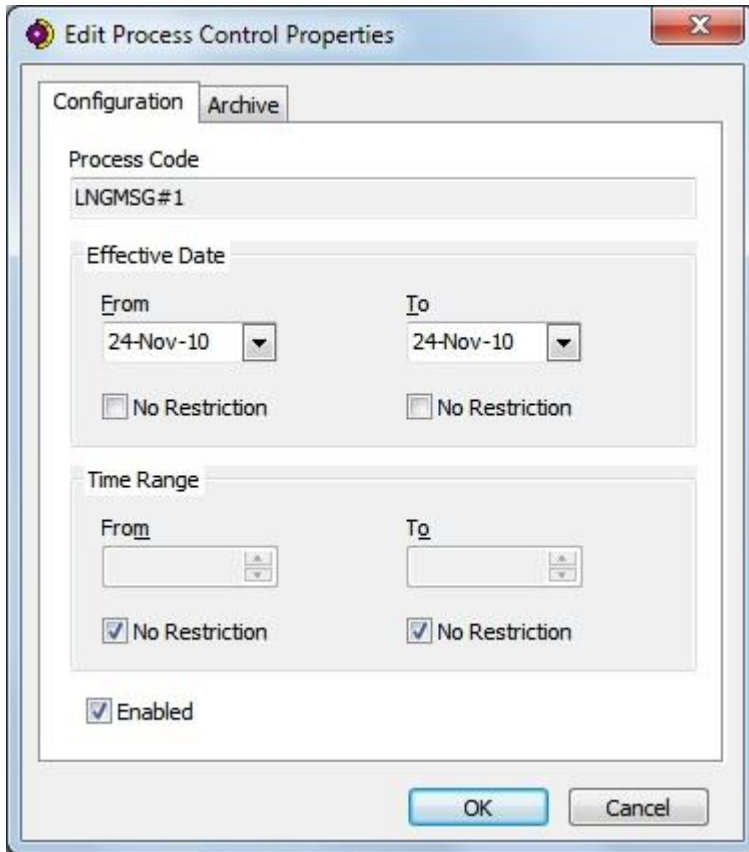 Edit Process Control Properties
Configuration Archive
Process Code
LNGMSG#1
Effective Date
From To
24-Nov-10 24-Nov-10
No Restriction No Restriction
Time Range
From To
No Restriction No Restriction
Enabled
OK Cancel